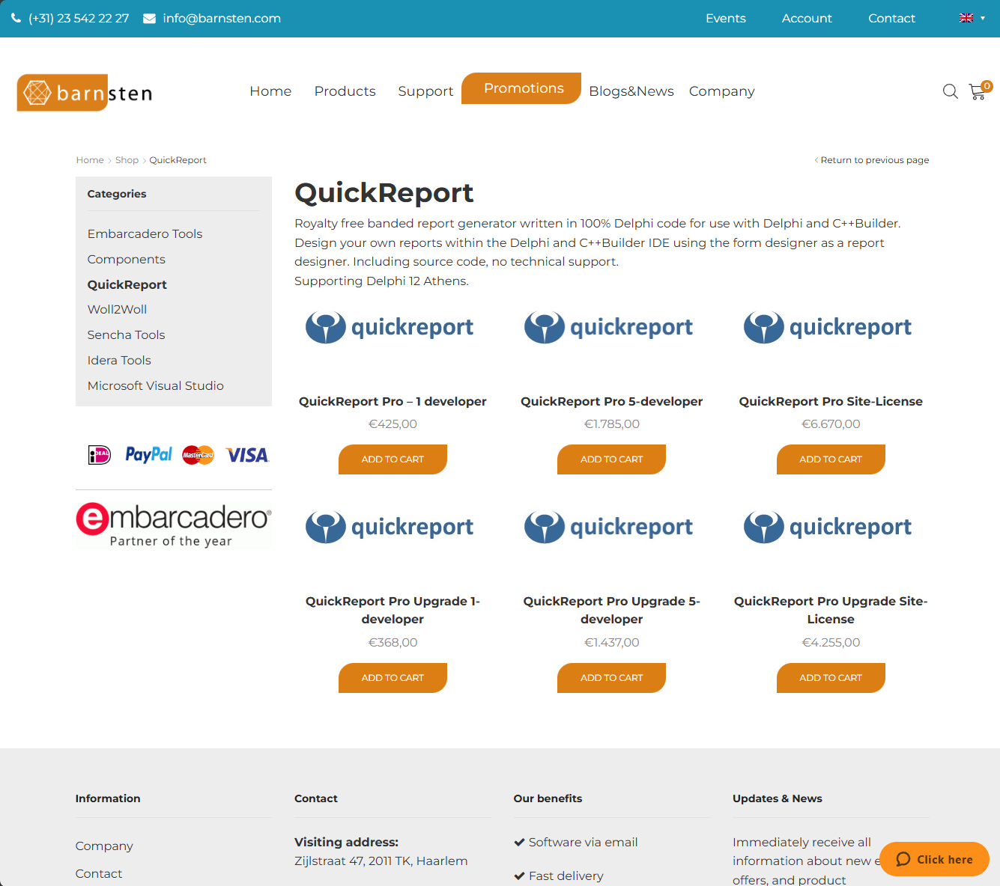 (+31) 23 542 22 27 info@barnsten.com Events Account Contact
barnsten
Home Products Support Promotions Blogs&News Company
0
Home > Shop > QuickReport
Return to previous page
Categories
Embarcadero Tools
Components
QuickReport
Woll2Woll
Sencha Tools
Idera Tools
Microsoft Visual Studio
iDEAL PayPal MasterCard VISA
embarcadero®
Partner of the year
QuickReport
Royalty free banded report generator written in 100% Delphi code for use with Delphi and C++Builder.
Design your own reports within the Delphi and C++Builder IDE using the form designer as a report
designer. Including source code, no technical support.
Supporting Delphi 12 Athens.
quickreport quickreport quickreport
QuickReport Pro – 1 developer
€425,00
ADD TO CART
QuickReport Pro 5-developer
€1.785,00
ADD TO CART
QuickReport Pro Site-License
€6.670,00
ADD TO CART
quickreport quickreport quickreport
QuickReport Pro Upgrade 1-
developer
€368,00
ADD TO CART
QuickReport Pro Upgrade 5-
developer
€1.437,00
ADD TO CART
QuickReport Pro Upgrade Site-
License
€4.255,00
ADD TO CART
Information
Company
Contact
Contact
Visiting address:
Zijlstraat 47, 2011 TK, Haarlem
Our benefits
Software via email
Fast delivery
Updates & News
Immediately receive all
information about new
offers, and product
Click here